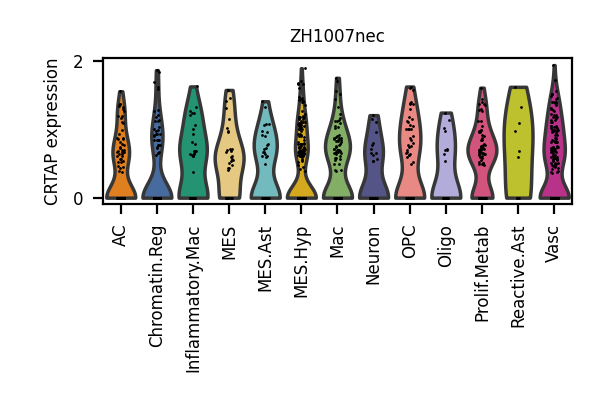 ZH1007nec
CRTAP expression
2
0
AC
Chromatin.Reg
Inflammatory.Mac
MES
MES.Ast
MES.Hyp
Mac
Neuron
OPC
Oligo
Prolif.Metab
Reactive.Ast
Vasc